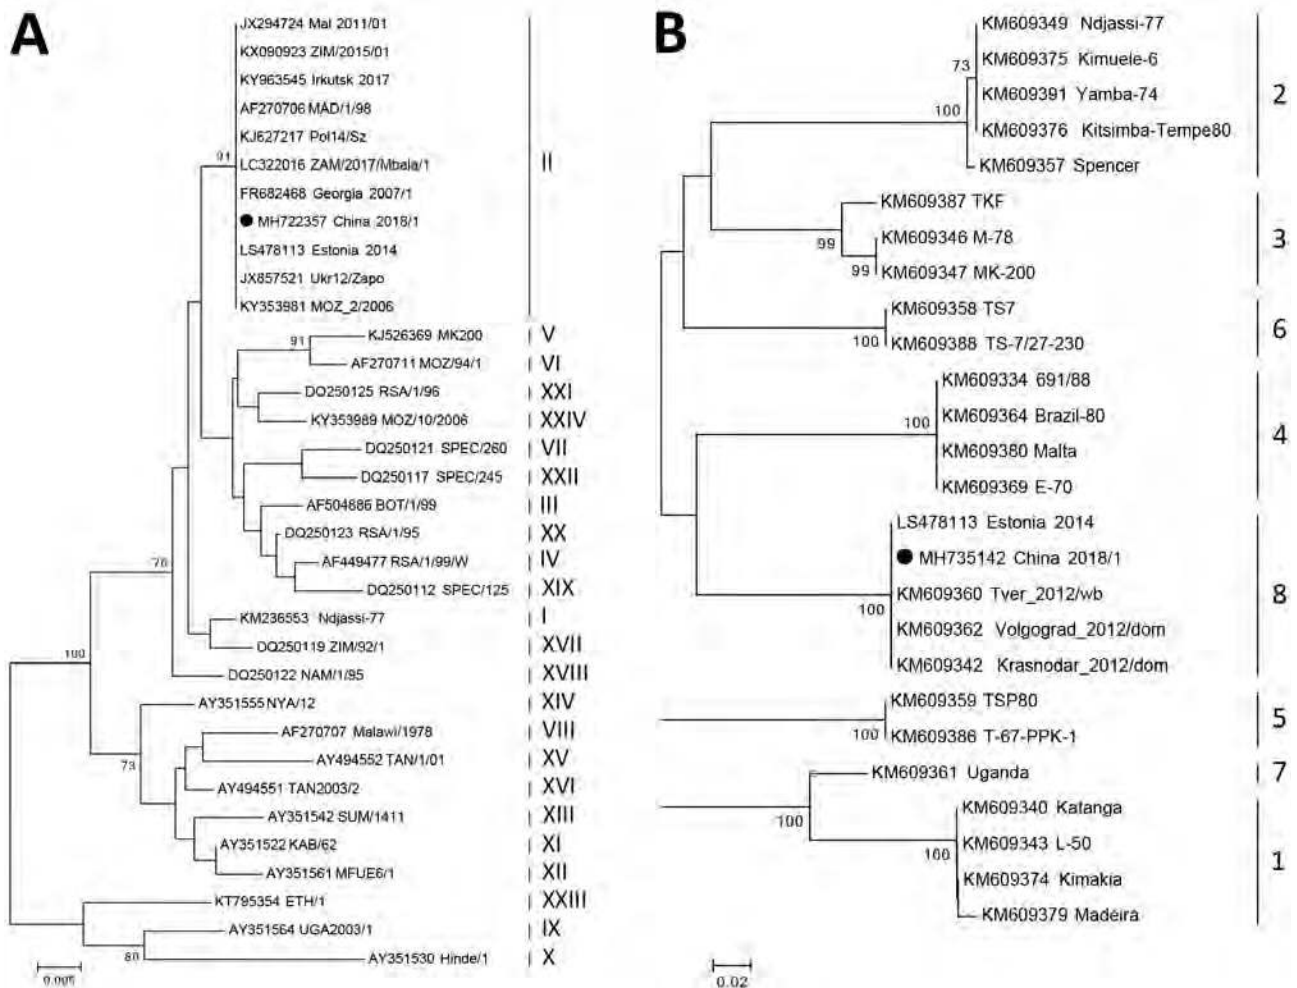 A
JX294724 Mal 2011/01
KX090923 ZIM/2015/01
KY963545 Irkutsk 2017
AF270706 MAD/1/98
KJ627217 Pol14/Sz
91
LC322016 ZAM/2017/Mbala/1
II
FR682468 Georgia 2007/1
MH722357 China 2018/1
LS478113 Estonia 2014
JX857521 Ukr12/Zapo
KY353981 MOZ_2/2006
KJ526369 MK200
V
91
AF270711 MOZ/94/1
VI
DQ250125 RSA/1/96
XXI
KY353989 MOZ/10/2006
XXIV
DQ250121 SPEC/260
VII
DQ250117 SPEC/245
XXII
AF504886 BOT/1/99
III
DQ250123 RSA/1/95
XX
AF449477 RSA/1/99/W
IV
76
DQ250112 SPEC/125
XIX
KM236553 Ndjassi-77
I
DQ250119 ZIM/92/1
XVII
100
DQ250122 NAM/1/95
XVIII
AY351555 NYA/12
XIV
AF270707 Malawi/1978
VIII
73
AY494552 TAN/1/01
XV
AY494551 TAN2003/2
XVI
AY351542 SUM/1411
XIII
AY351522 KAB/62
XI
AY351561 MFUE6/1
XII
KT795354 ETH/1
XXIII
AY351564 UGA2003/1
IX
80
AY351530 Hinde/1
X
0.005
B
KM609349 Ndjassi-77
73
KM609375 Kimuele-6
KM609391 Yamba-74
2
100
KM609376 Kitsimba-Tempe80
KM609357 Spencer
KM609387 TKF
99
KM609346 M-78
3
99
KM609347 MK-200
KM609358 TS7
6
100
KM609388 TS-7/27-230
KM609334 691/88
100
KM609364 Brazil-80
4
KM609380 Malta
KM609369 E-70
LS478113 Estonia 2014
MH735142 China 2018/1
100
KM609360 Tver_2012/wb
8
KM609362 Volgograd_2012/dom
KM609342 Krasnodar_2012/dom
KM609359 TSP80
5
100
KM609386 T-67-PPK-1
KM609361 Uganda
7
100
KM609340 Katanga
100
KM609343 L-50
1
KM609374 Kimakia
KM609379 Madeira
0.02